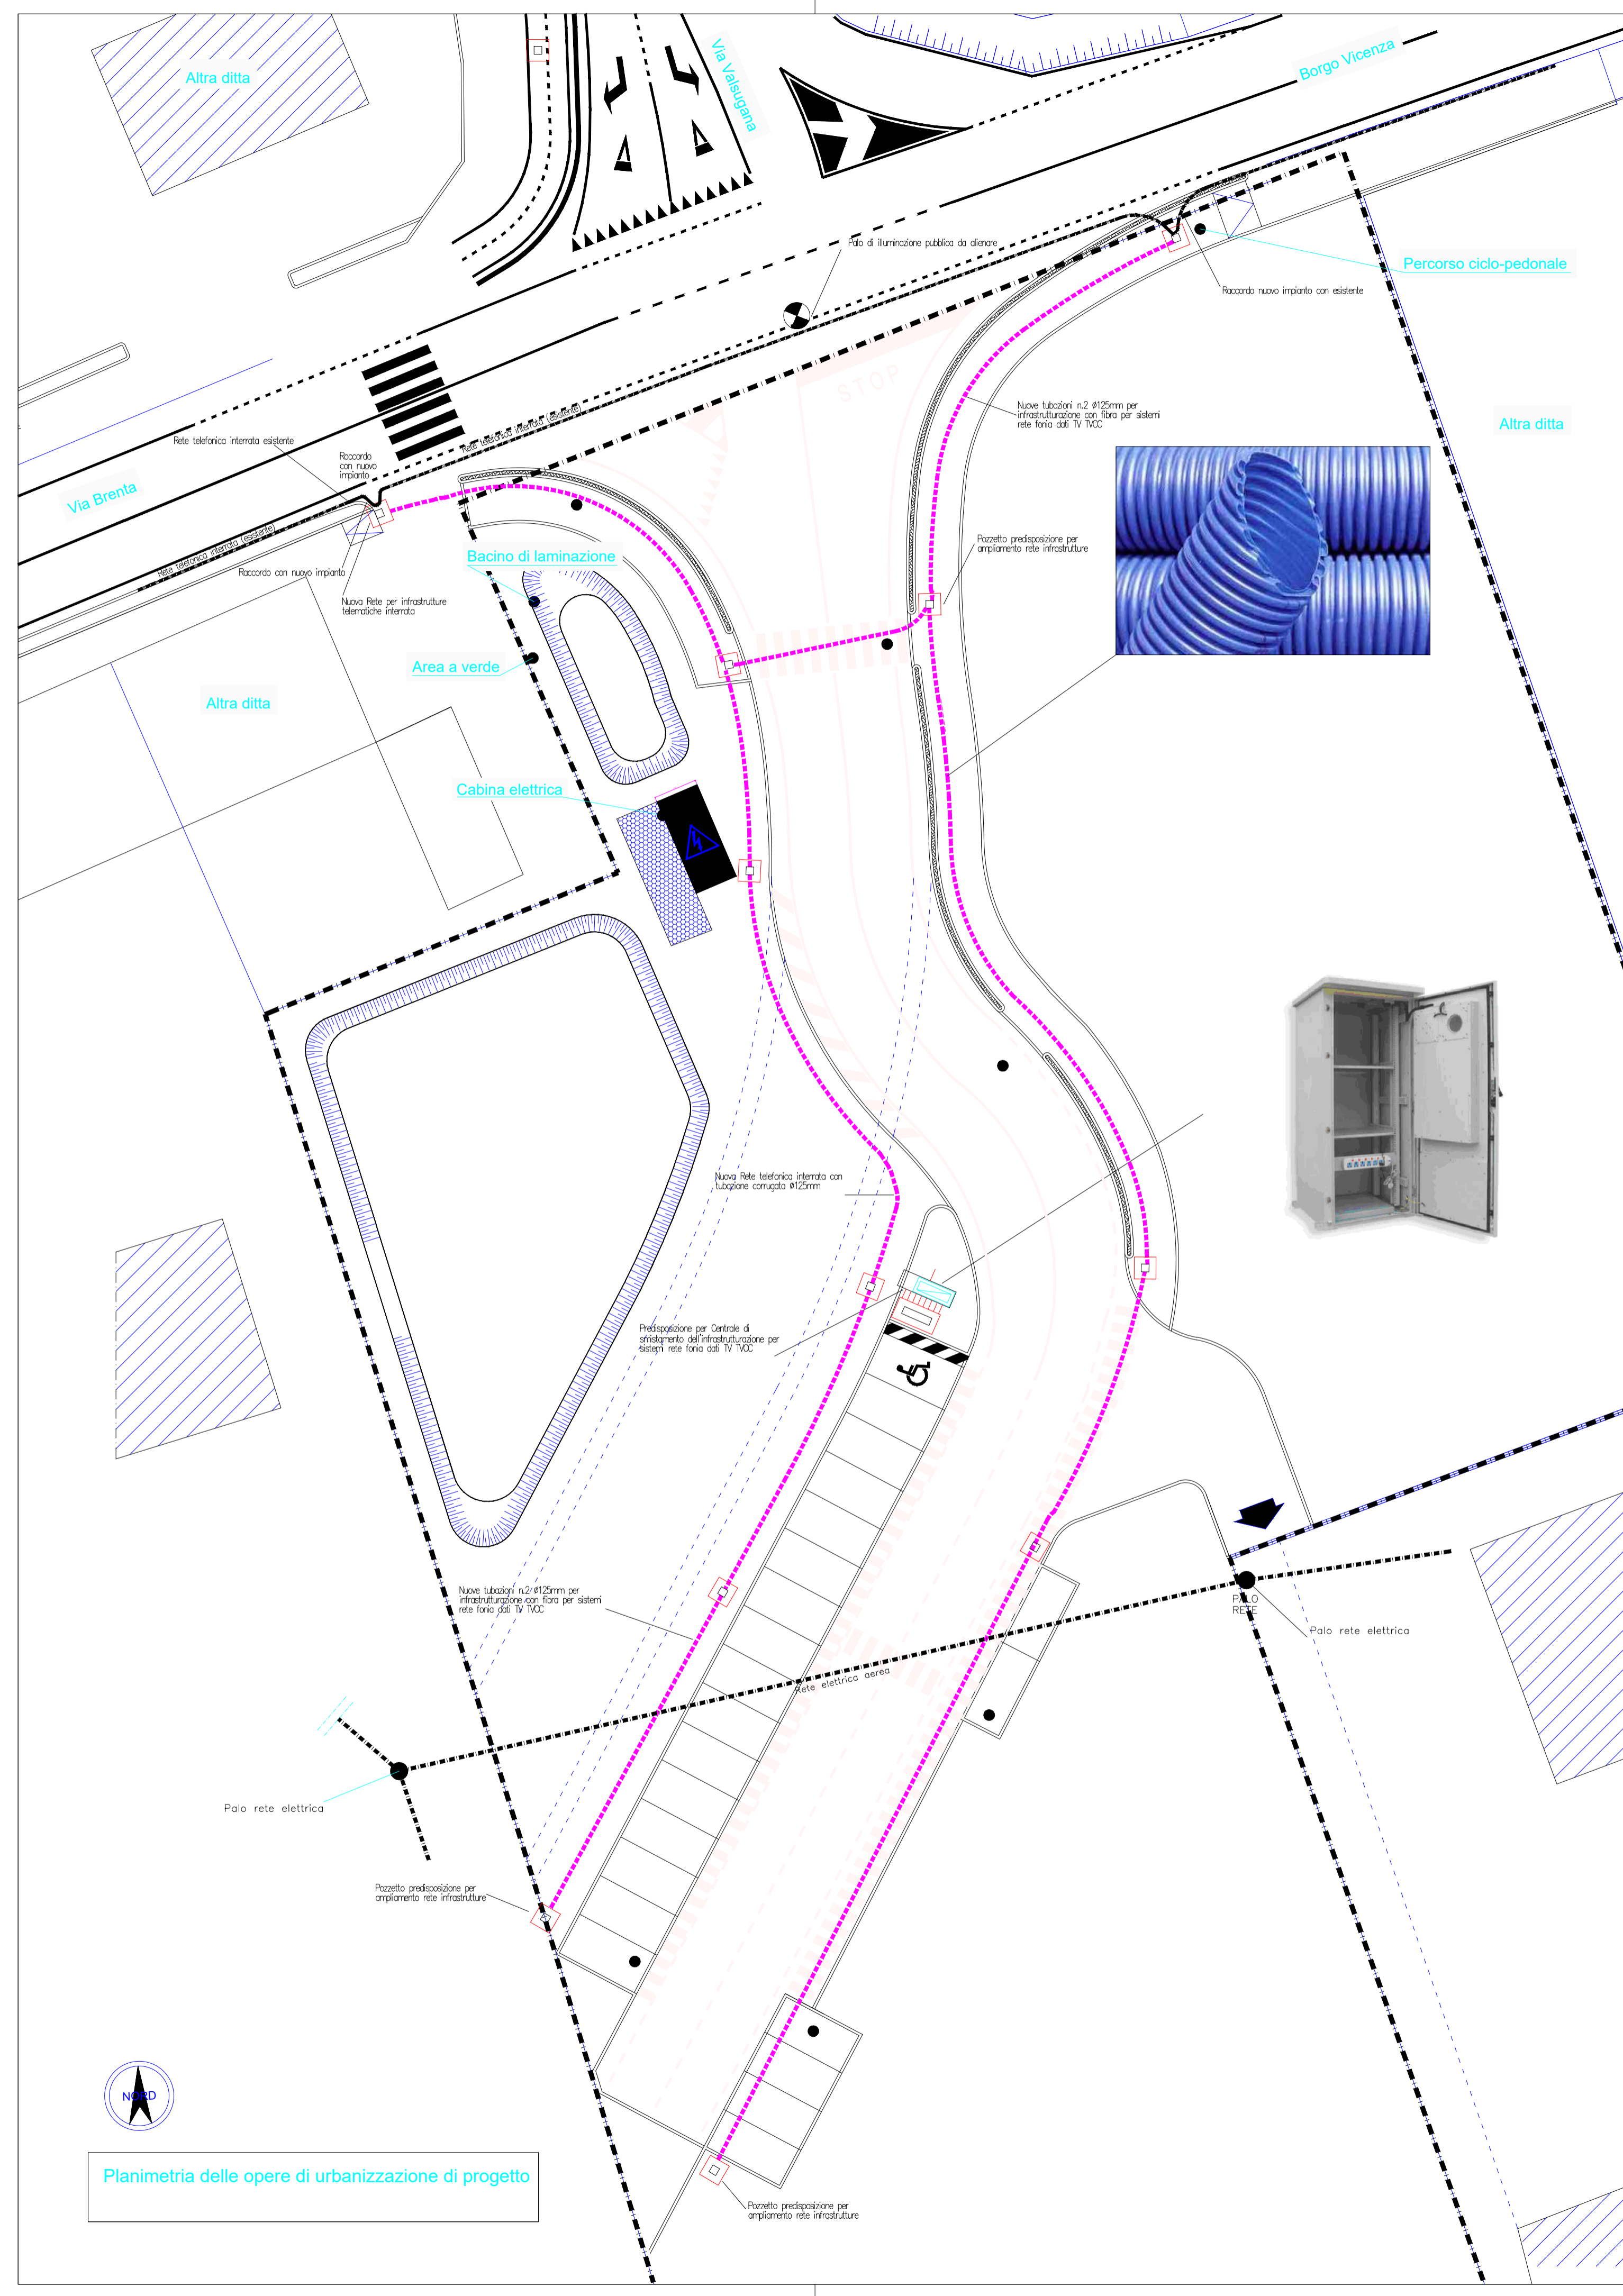 Altra ditta
Via Valsugana
Borgo Vicenza
Palo di illuminazione pubblica da alienare
Percorso ciclo-pedonale
Raccordo nuovo impianto con esistente
STOP
Nuove tubazioni n.2 Ø125mm per
infrastrutturazione con fibra per sistemi
rete fonia dati TV TVCC
Altra ditta
Rete telefonica interrata (esistente)
Rete telefonica interrata esistente
Raccordo
con nuovo
impianto
Via Brenta
Rete telefonica interrata (esistente)
Raccordo con nuovo impianto
Bacino di laminazione
Pozzetto predisposizione per
ampliamento rete infrastrutture
Nuova Rete per infrastrutture
telematiche interrata
Area a verde
Altra ditta
Cabina elettrica
Nuova Rete telefonica interrata con
tubazione corrugata Ø125mm
Predisposizione per Centrale di
smistamento dell'infrastrutturazione per
sistemi rete fonia dati TV TVCC
Nuove tubazioni n.2 Ø125mm per
infrastrutturazione con fibra per sistemi
rete fonia dati TV TVCC
PALO
RETE
Palo rete elettrica
Rete elettrica aerea
Palo rete elettrica
Pozzetto predisposizione per
ampliamento rete infrastrutture
NORD
Planimetria delle opere di urbanizzazione di progetto
Pozzetto predisposizione per
ampliamento rete infrastrutture